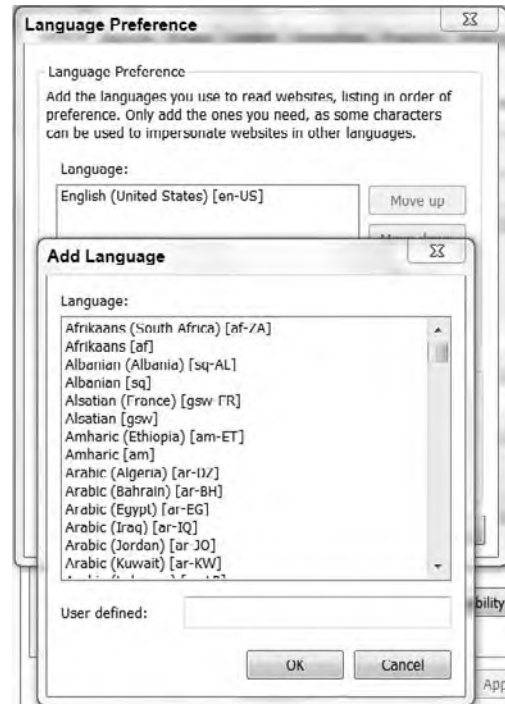 Language Preference
Language Preference
Add the languages you use to read websites, listing in order of
preference. Only add the ones you need, as some characters
can be used to impersonate websites in other languages.
Language:
English (United States) [en-US]
Move up
Add Language
Language:
Afrikaans (South Africa) [af-ZA]
Afrikaans [af]
Albanian (Albania) [sq-AL]
Albanian [sq]
Alsatian (France) [gsw-FR]
Alsatian [gsw]
Amharic (Ethiopia) [am-ET]
Amharic [am]
Arabic (Algeria) [ar-DZ]
Arabic (Bahrain) [ar-BH]
Arabic (Egypt) [ar-EG]
Arabic (Iraq) [ar-IQ]
Arabic (Jordan) [ar-JO]
Arabic (Kuwait) [ar-KW]
User defined:
bility
OK
Cancel
App